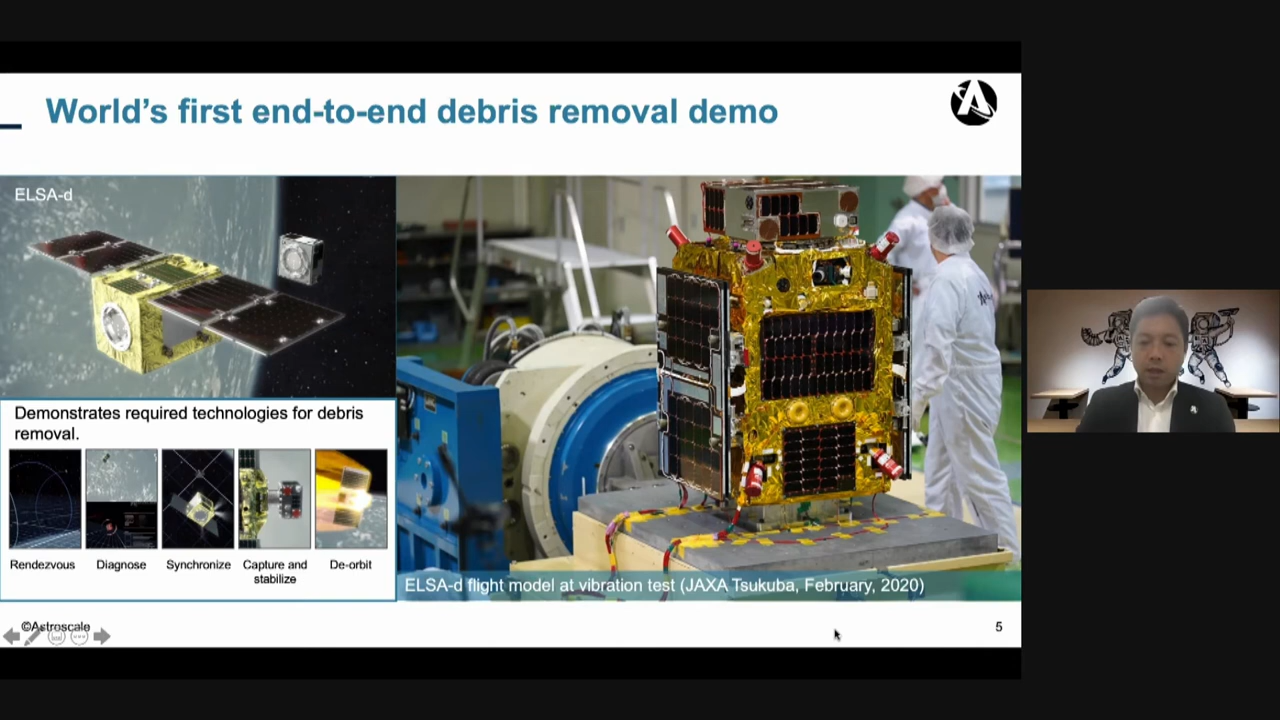 World's first end-to-end debris removal demo
ELSA-d
Demonstrates required technologies for debris
removal.
Rendezvous
Diagnose
Synchronize
Capture and
stabilize
De-orbit
ELSA-d flight model at vibration test (JAXA Tsukuba, February, 2020)
©Astroscale
5